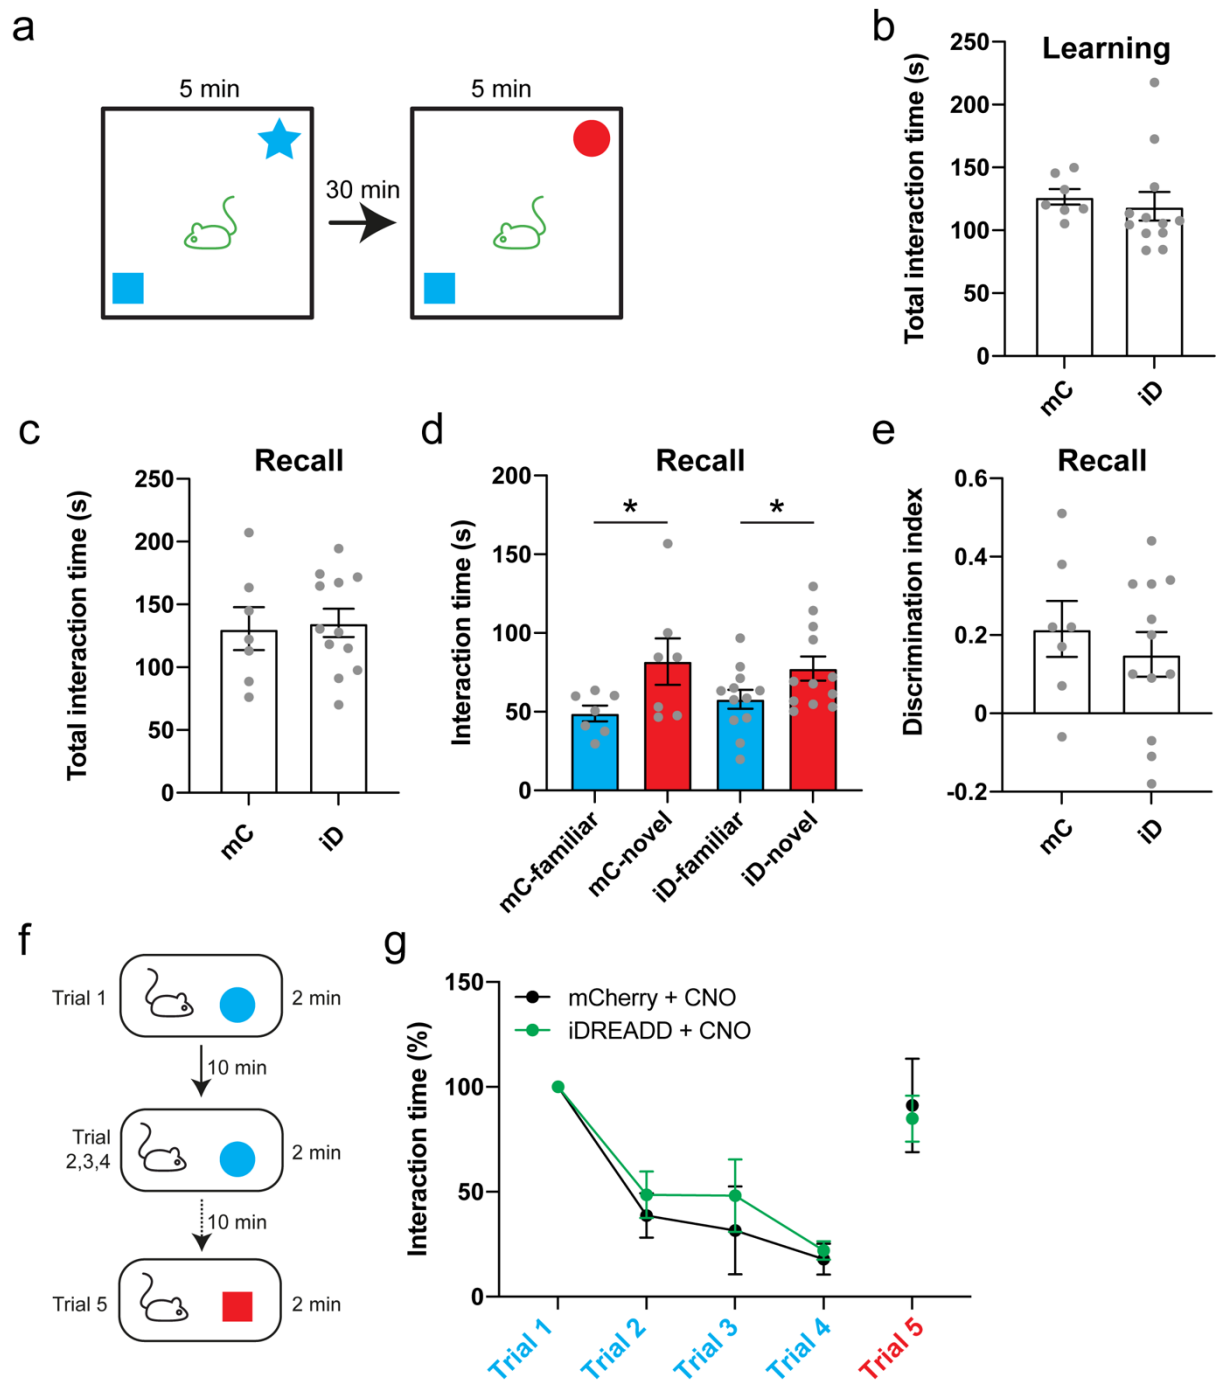 a
5 min
5 min
30 min
b
Learning
Total interaction time (s)
250
200
150
100
50
0
mC
iD
c
Recall
Total interaction time (s)
250
200
150
100
50
0
mC
iD
d
Recall
Interaction time (s)
200
150
100
50
0
*
*
mC-familiar
mC-novel
iD-familiar
iD-novel
e
Recall
Discrimination index
0.6
0.4
0.2
0
-0.2
mC
iD
f
Trial 1
2 min
10 min
Trial
2,3,4
2 min
10 min
Trial 5
2 min
g
Interaction time (%)
150
100
50
0
mCherry + CNO
iDREADD + CNO
Trial 1
Trial 2
Trial 3
Trial 4
Trial 5